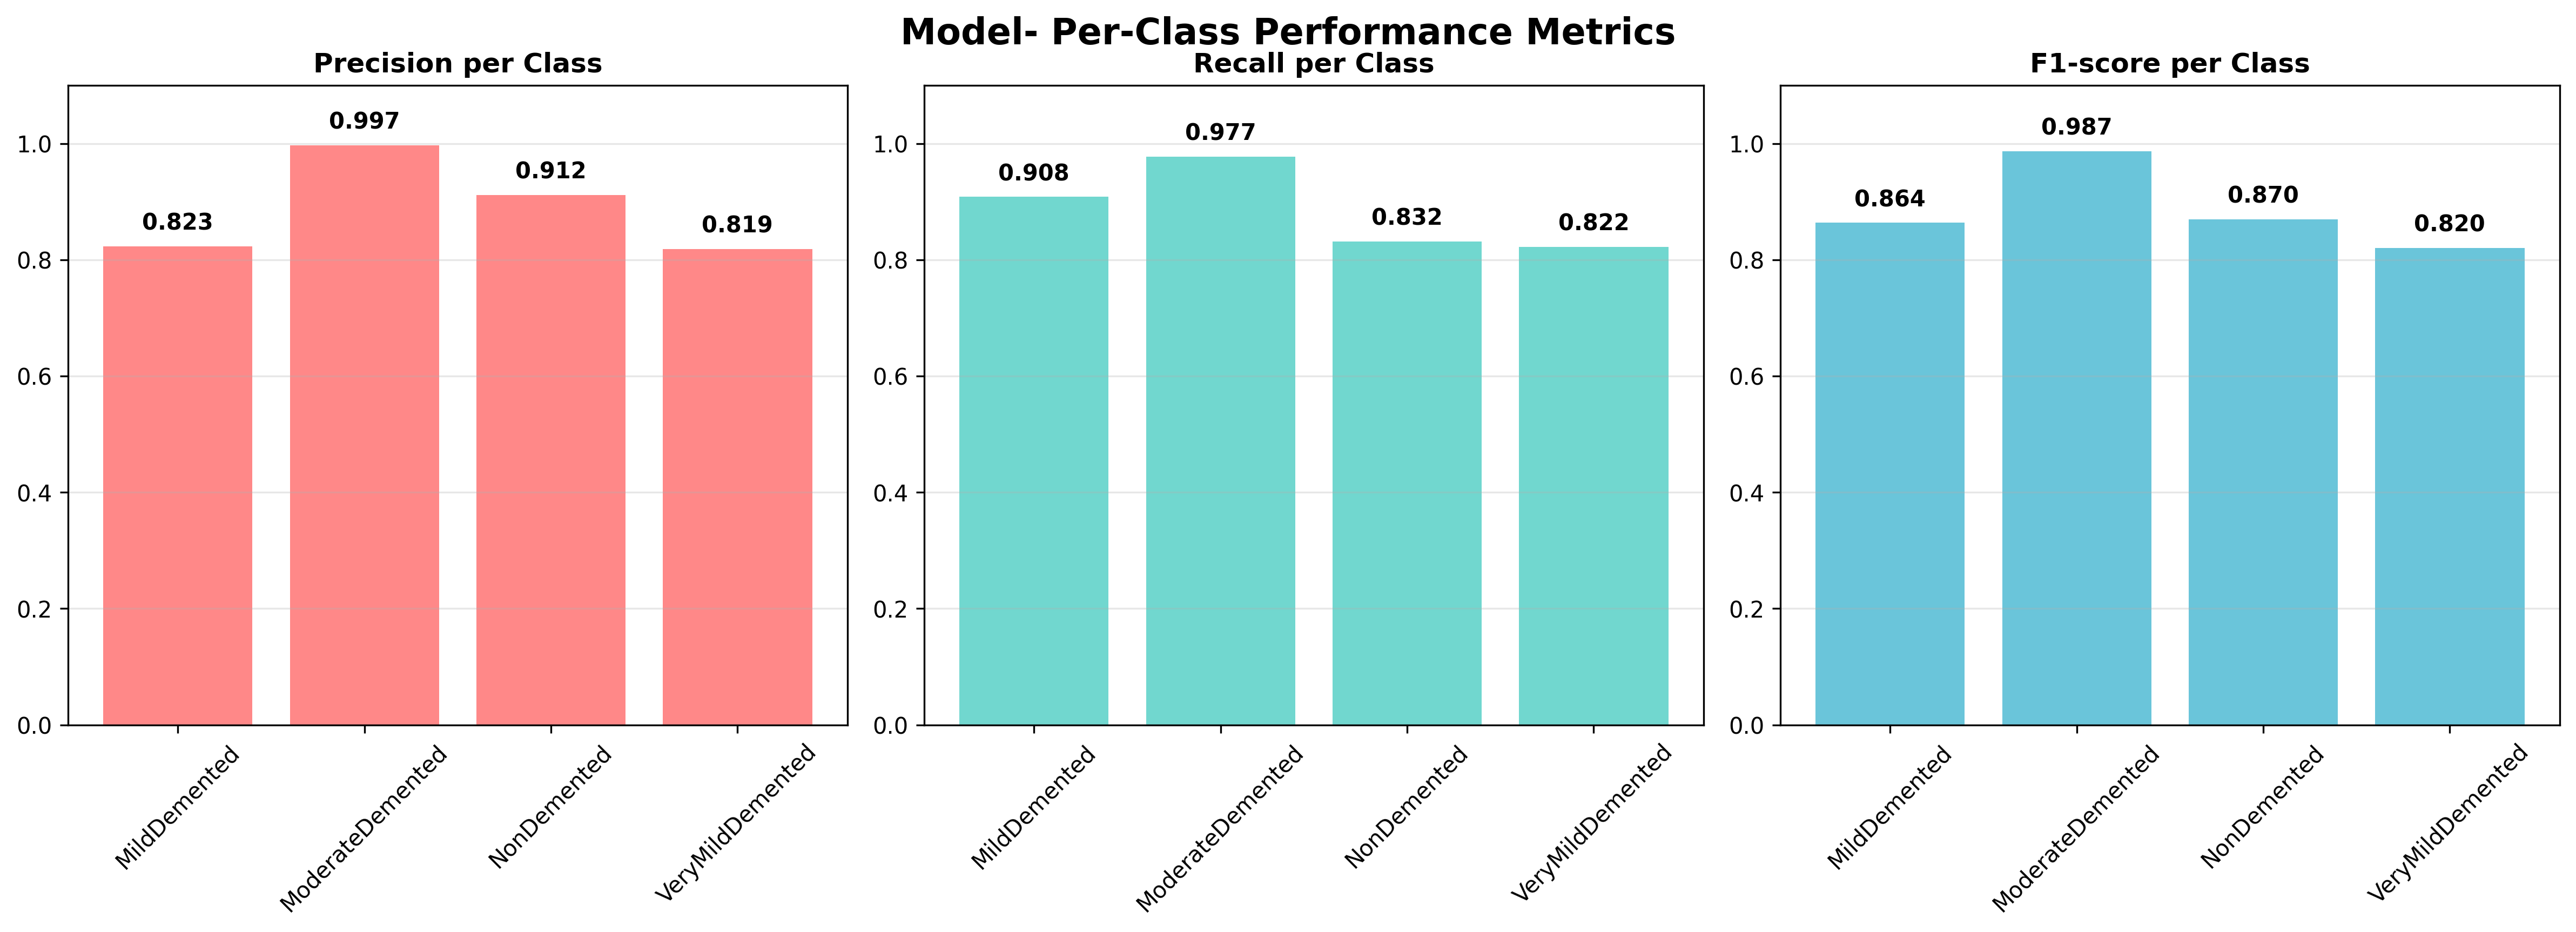 Model- Per-Class Performance Metrics
Precision per Class
0.997
0.912
0.823
0.819
1.0
0.8
0.6
0.4
0.2
0.0
MildDemented
ModerateDemented
NonDemented
VeryMildDemented
Recall per Class
0.977
0.908
0.832
0.822
1.0
0.8
0.6
0.4
0.2
0.0
MildDemented
ModerateDemented
NonDemented
VeryMildDemented
F1-score per Class
0.987
0.864
0.870
0.820
1.0
0.8
0.6
0.4
0.2
0.0
MildDemented
ModerateDemented
NonDemented
VeryMildDemented